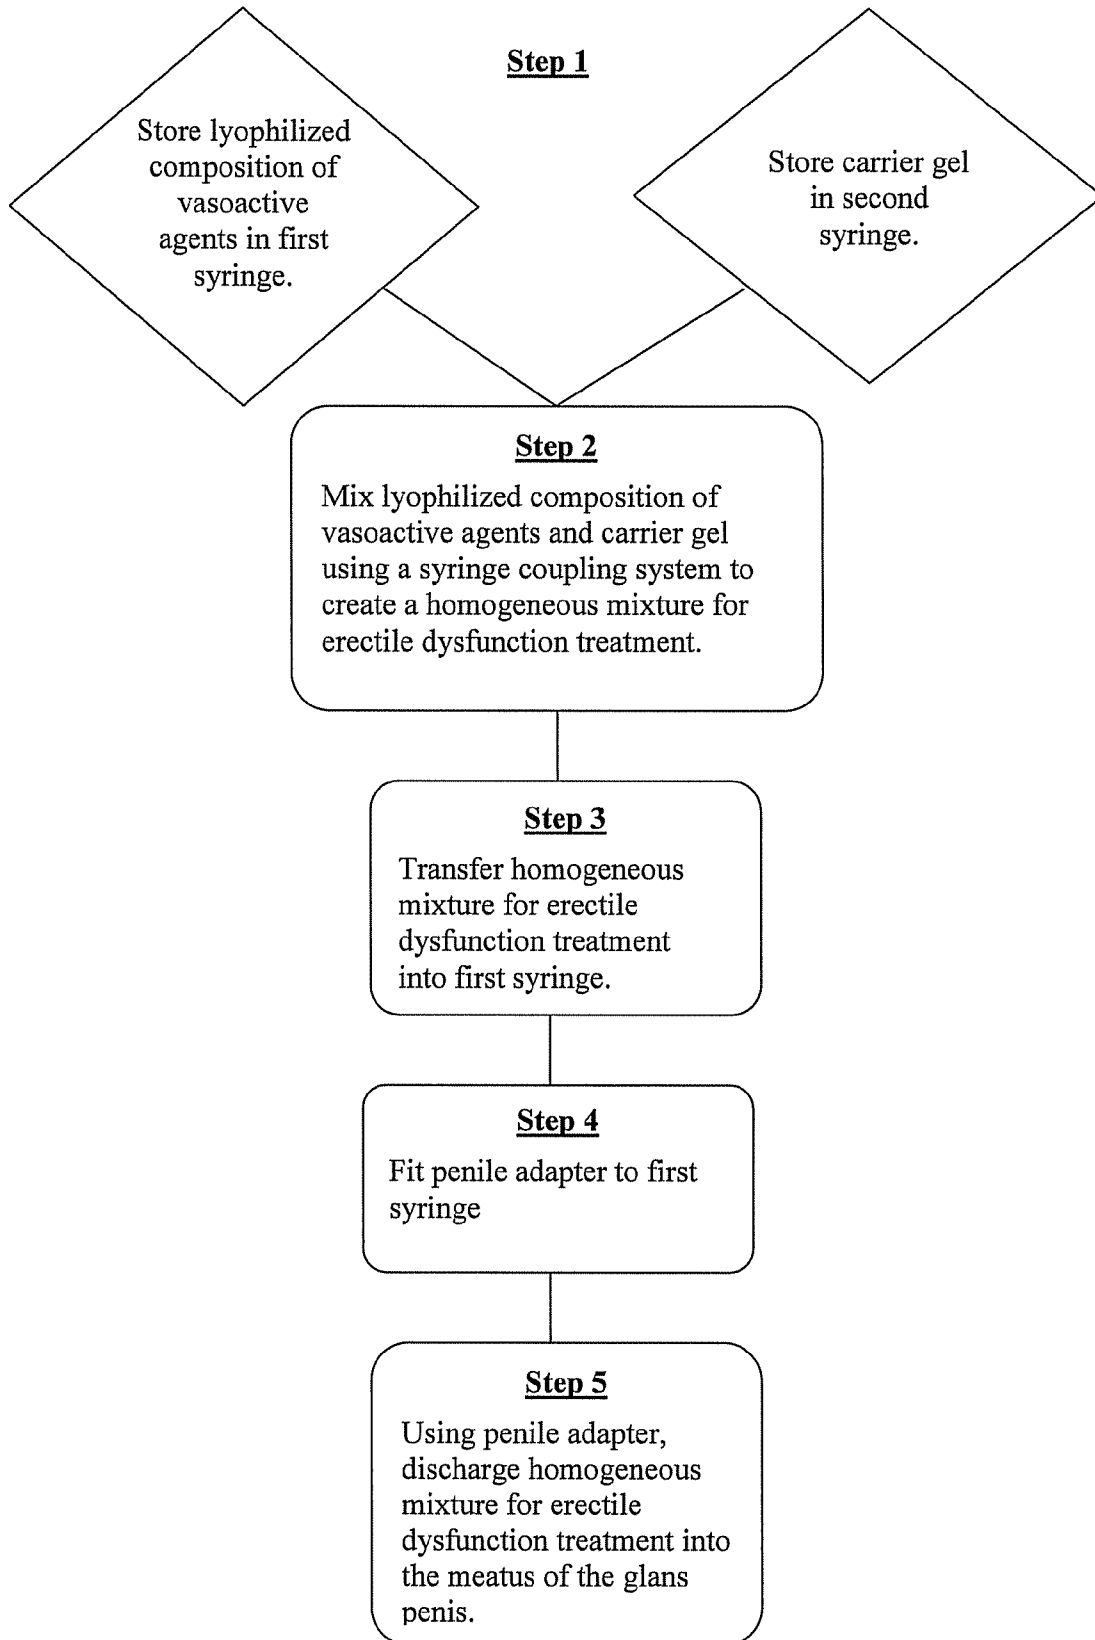 Step 1
Store lyophilized
composition of
vasoactive
agents in first
syringe.
Store carrier gel
in second
syringe.
Step 2
Mix lyophilized composition of
vasoactive agents and carrier gel
using a syringe coupling system to
create a homogeneous mixture for
erectile dysfunction treatment.
Step 3
Transfer homogeneous
mixture for erectile
dysfunction treatment
into first syringe.
Step 4
Fit penile adapter to first
syringe
Step 5
Using penile adapter,
discharge homogeneous
mixture for erectile
dysfunction treatment into
the meatus of the glans
penis.